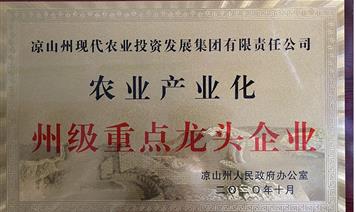 凉山州现代农业投资发展集团有限责任公司
农业产业化
州级重点龙头企业
凉山州人民政府办公室
二〇二〇年十月